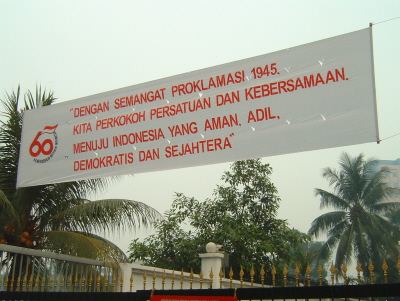 60
"DENGAN SEMANGAT PROKLAMASI 1945,
KITA PERKOKOH PERSATUAN DAN KEBERSAMAAN,
MENUJU INDONESIA YANG AMAN, ADIL,
DEMOKRATIS DAN SEJAHTERA"